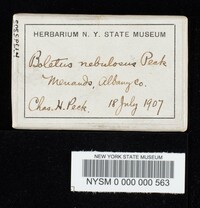 HERBARIUM N. Y. STATE MUSEUM
Boletus nebulosus Peck
Menands, Albany Co.
Chas. H. Peck. 18 July 1907
NEW YORK STATE MUSEUM
NYSM 0 000 000 563